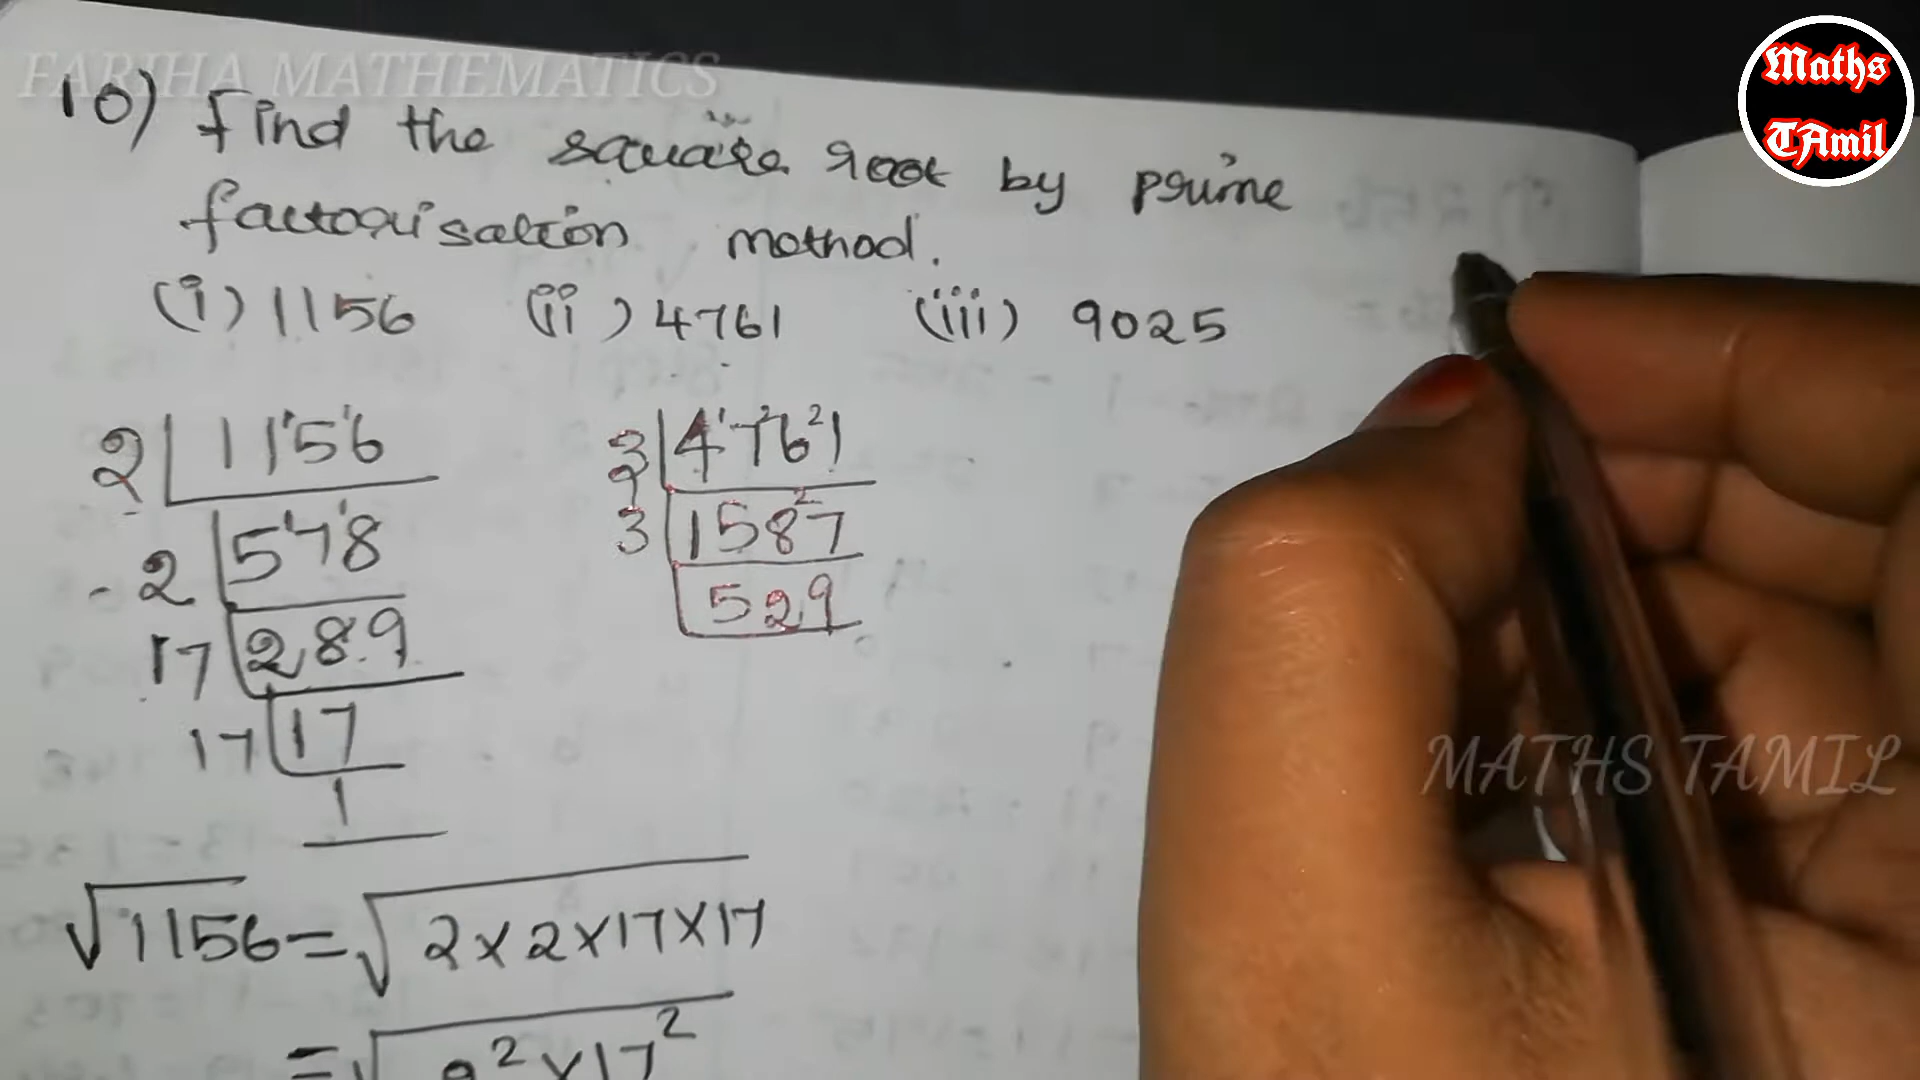 FARIHA MATHEMATICS
Maths
TAmil
10) Find the square root by prime
factorisation method.
(i) 1156 (ii) 4761 (iii) 9025
2 | 1156
2 | 578
17 | 289
17 | 17
1
3 | 4761
3 | 1587
529
MATHS TAMIL
√1156 = √2×2×17×17
= √2²×17²